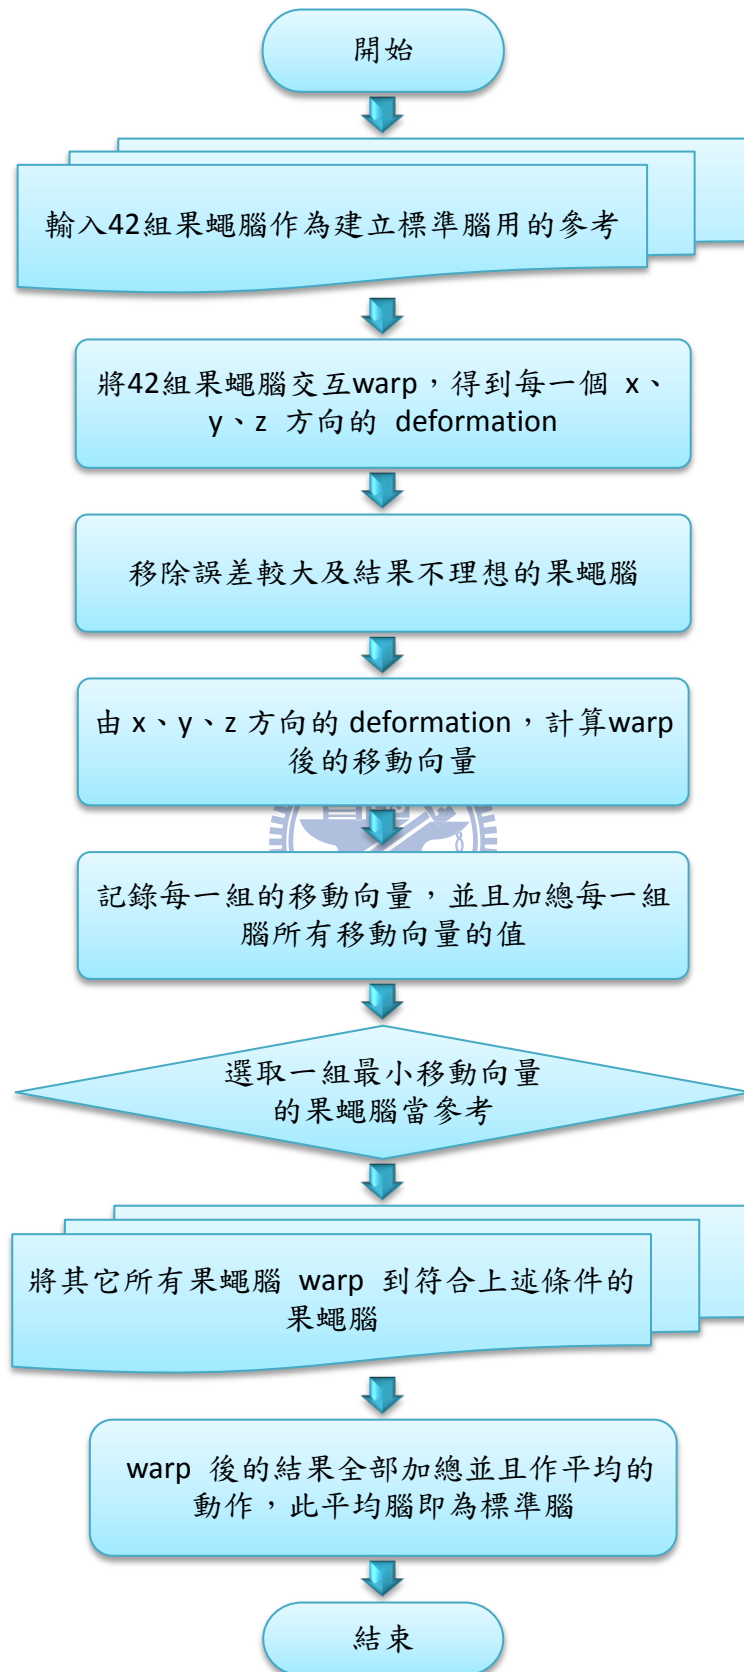 開始
輸入42組果蠅腦作為建立標準腦用的參考
將42組果蠅腦交互warp，得到每一個 x、
y、z 方向的 deformation
移除誤差較大及結果不理想的果蠅腦
由 x、y、z 方向的 deformation，計算warp
後的移動向量
記錄每一組的移動向量，並且加總每一組
腦所有移動向量的值
選取一組最小移動向量
的果蠅腦當參考
將其它所有果蠅腦 warp 到符合上述條件的
果蠅腦
warp 後的結果全部加總並且作平均的
動作，此平均腦即為標準腦
結束